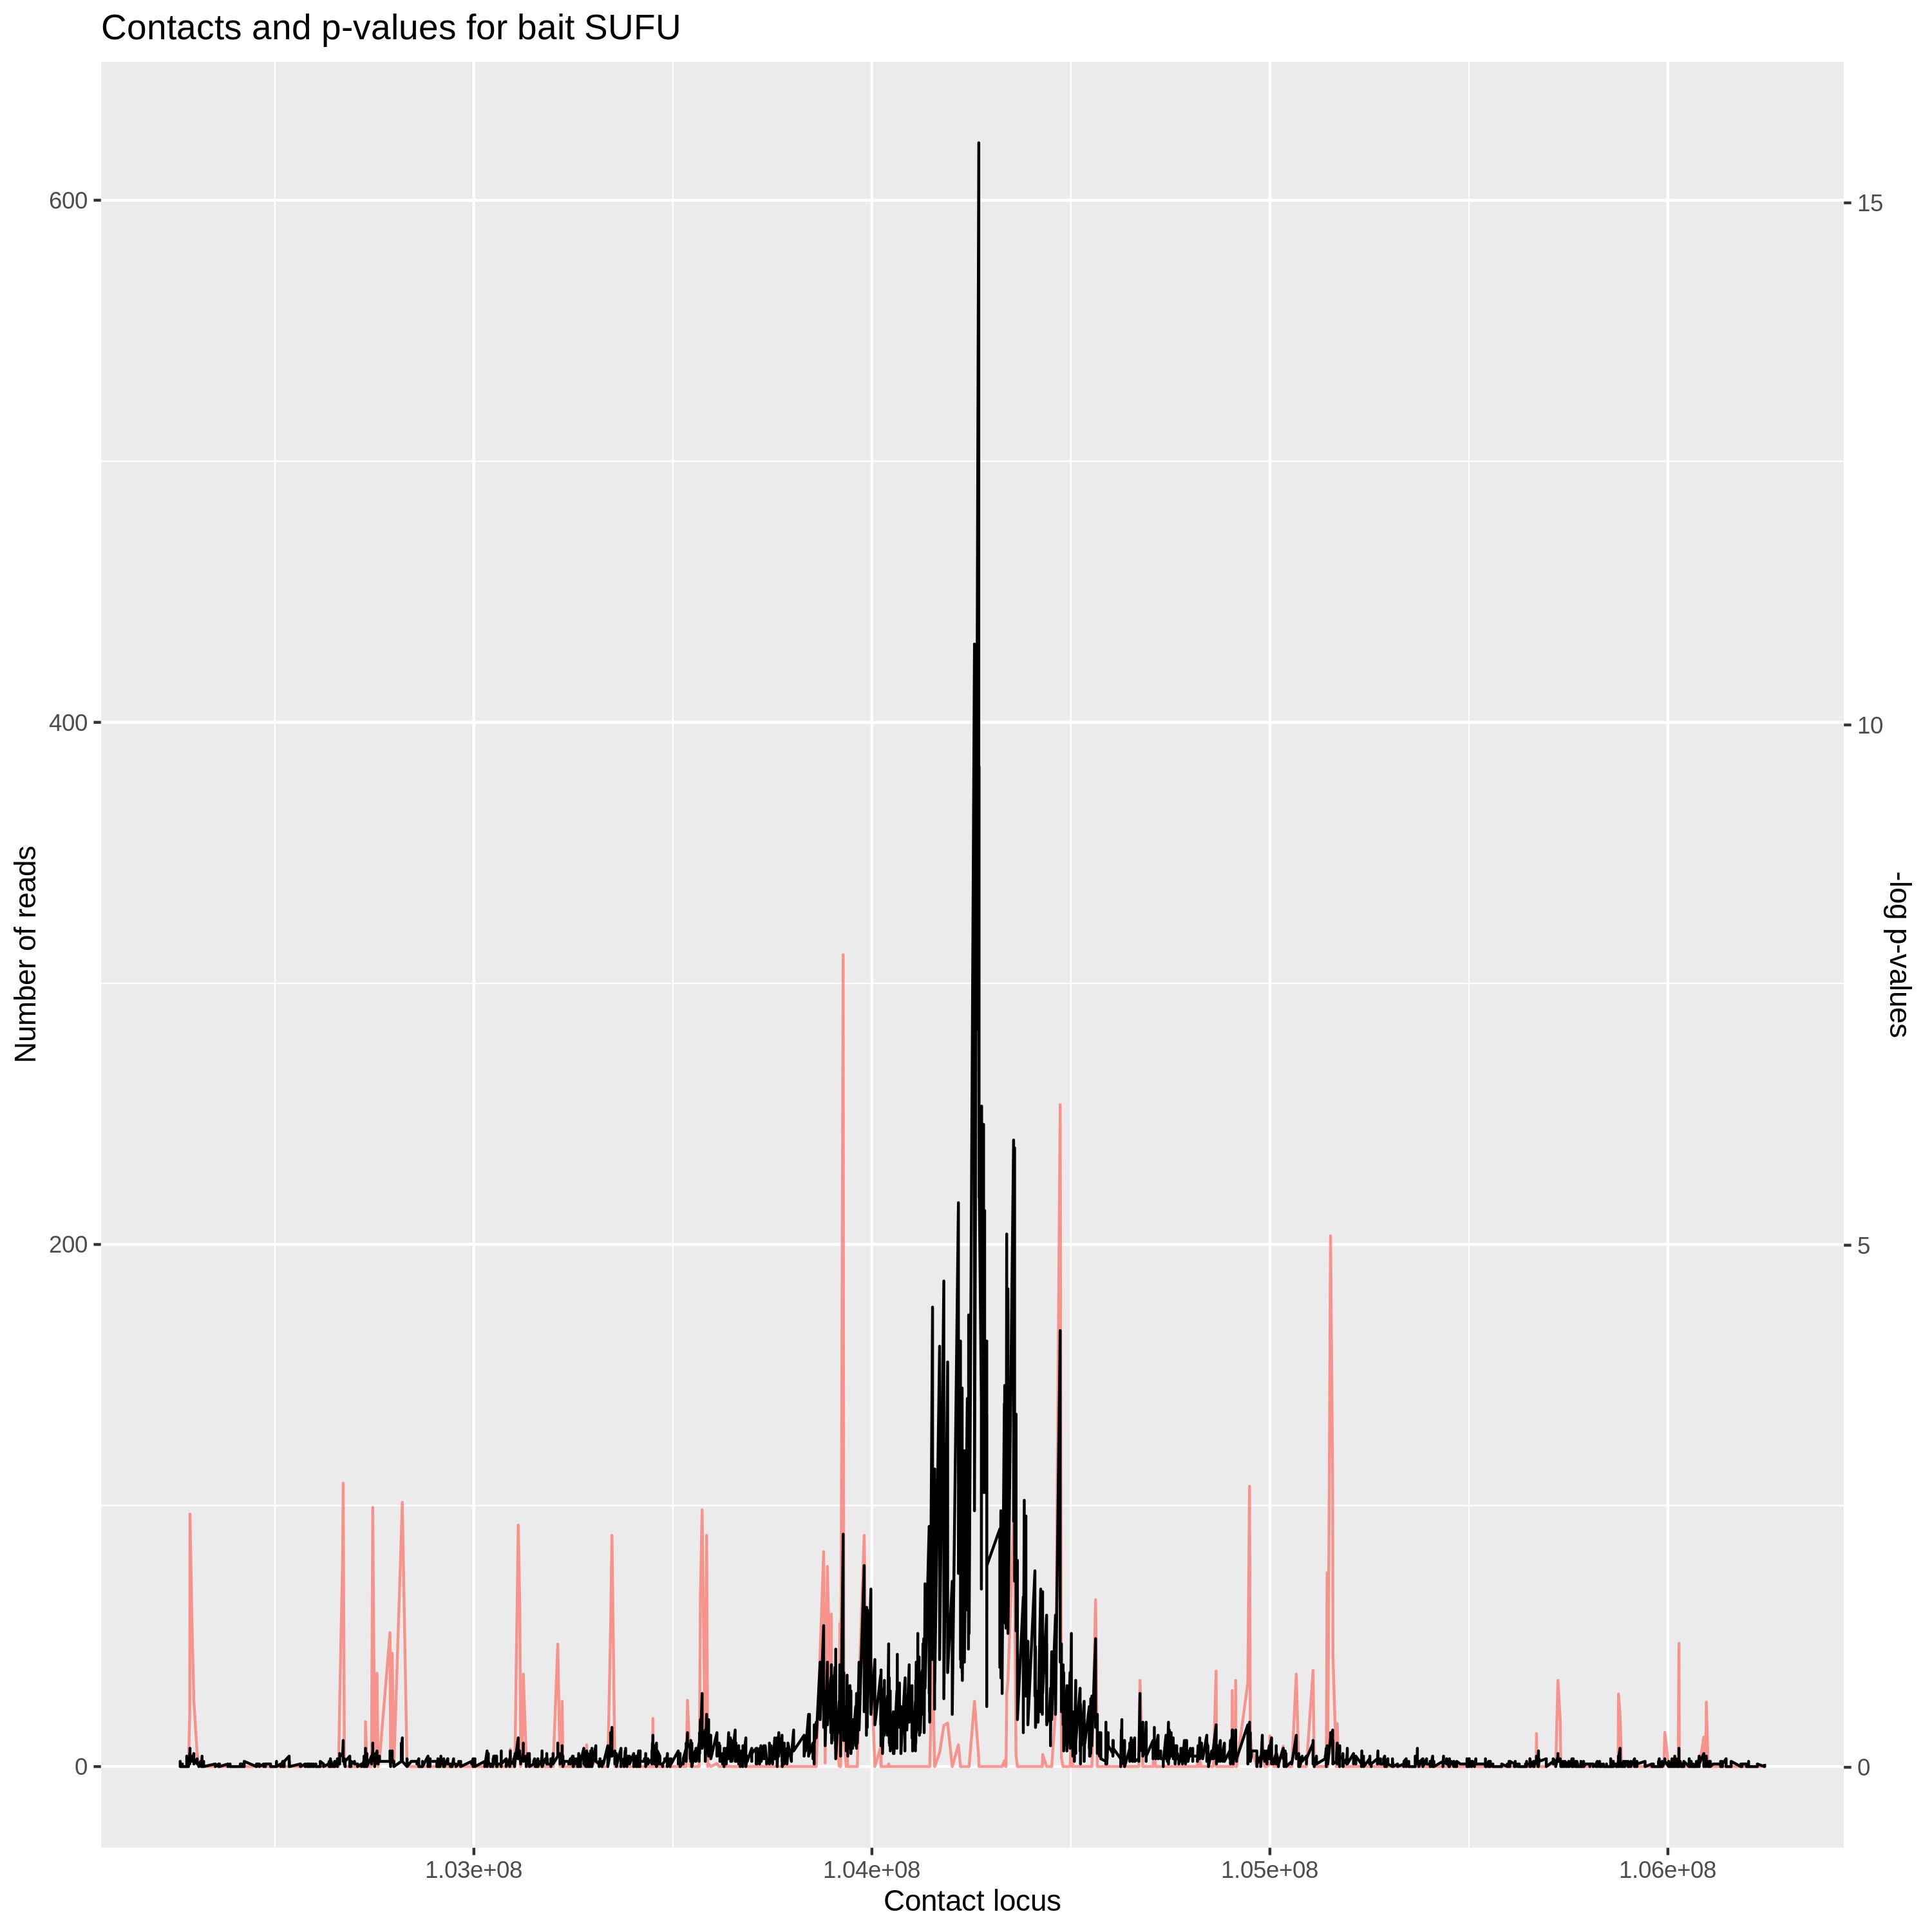 Contacts and p-values for bait SUFU
Number of reads
600
400
200
0
15
10
5
0
-log p-values
1.03e+08
1.04e+08
1.05e+08
1.06e+08
Contact locus